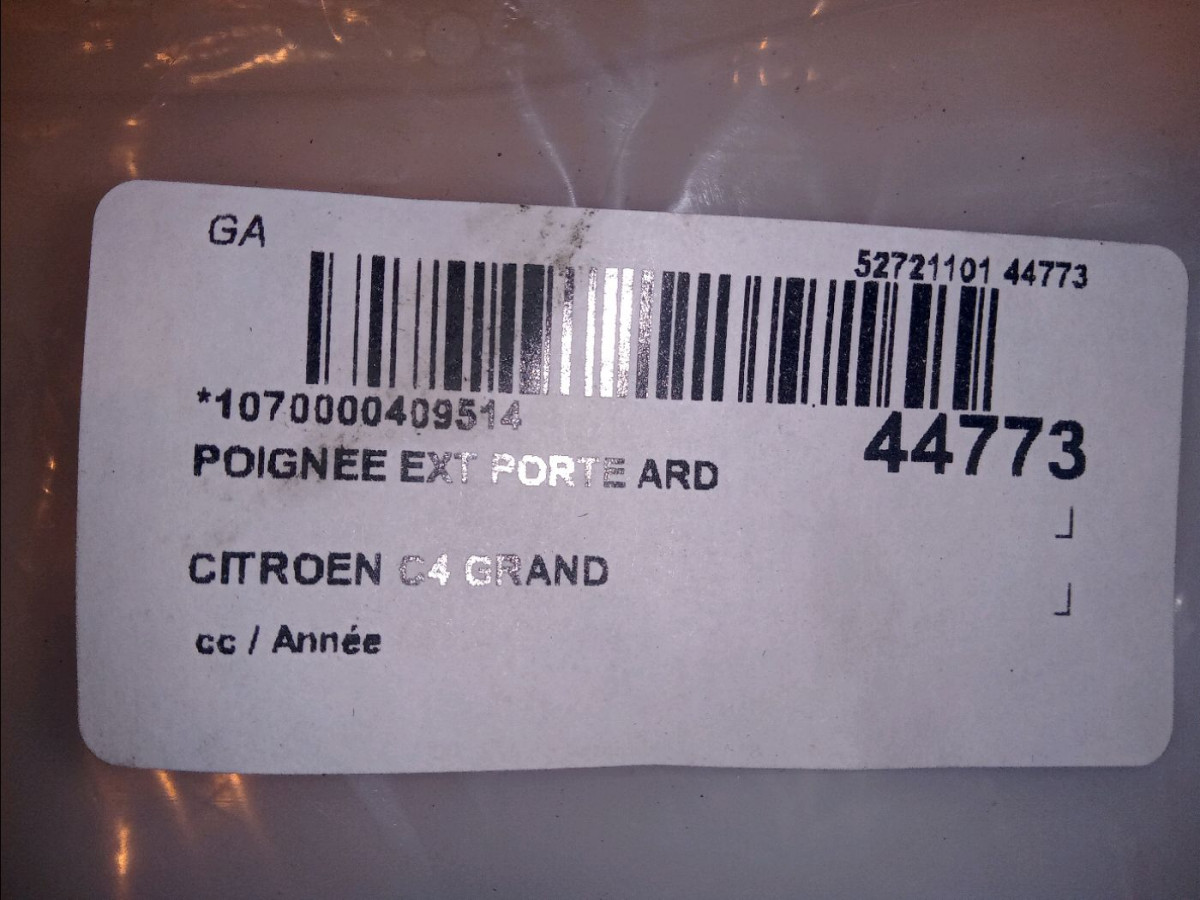 GA
52721101 44773
*1070000409514
44773
POIGNEE EXT PORTE ARD
CITROEN C4 GRAND
cc / Année